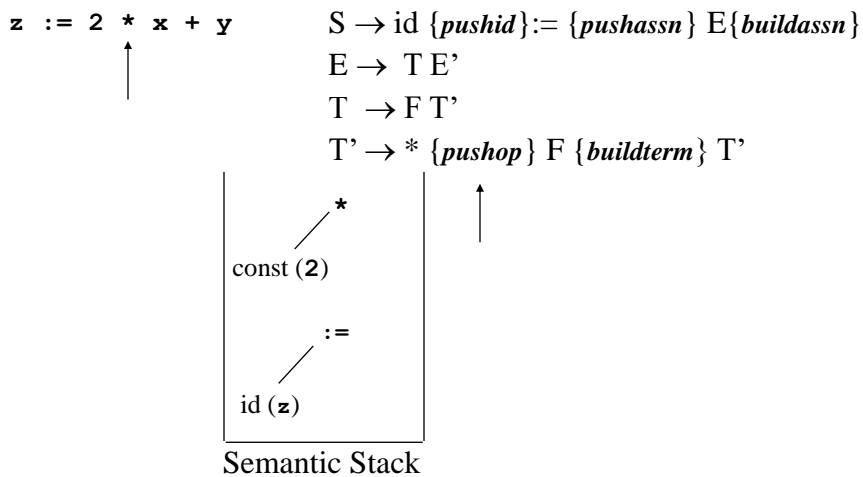 z := 2 * x + y
S → id {pushid}:= {pushassn} E{buildassn}
E → T E’
T → F T’
T’ → * {pushop} F {buildterm} T’
*
const (2)
:=
id (z)
Semantic Stack